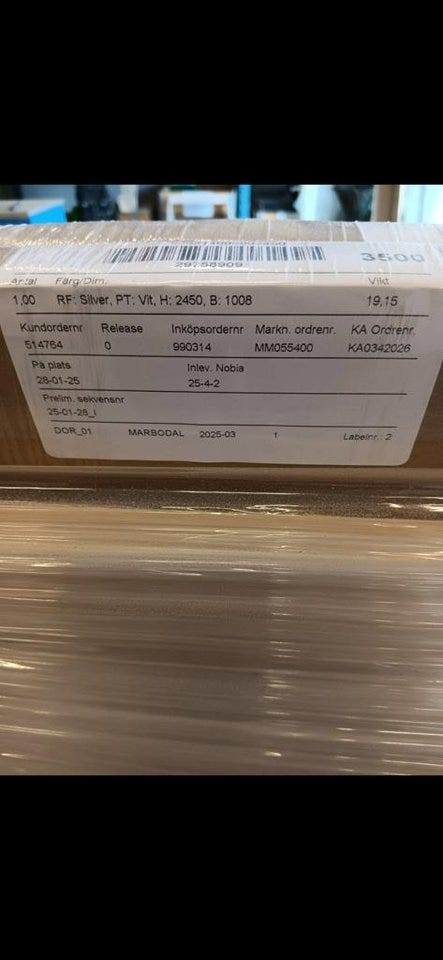 29758909
3500
Antal Färg/Dim. Vikt
1,00 RF: Silver, PT: Vit, H: 2450, B: 1008 19,15
Kundordernr Release Inköpsordernr Markn. ordrenr. KA Ordrenr.
514764 0 990314 MM055400 KA0342026
På plats Inlev. Nobia
28-01-25 25-4-2
Prelim. sekvensnr
25-01-28_I
DOR_01 MARBODAL 2025-03 1 Labelnr.: 2